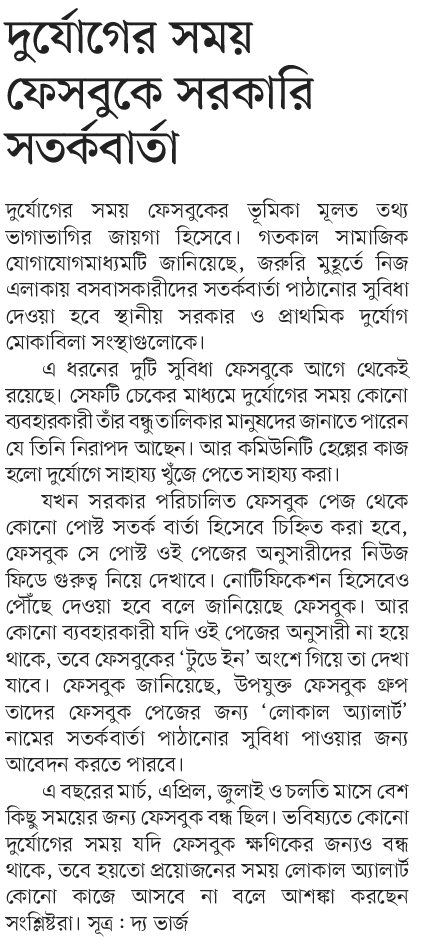 দুর্যোগের সময়
ফেসবুকে সরকারি
সতর্কবার্তা
দুর্যোগের সময় ফেসবুকের ভূমিকা মূলত তথ্য
ভাগাভাগির জায়গা হিসেবে। গতকাল সামাজিক
যোগাযোগমাধ্যমটি জানিয়েছে, জরুরি মুহূর্তে নিজ
এলাকায় বসবাসকারীদের সতর্কবার্তা পাঠানোর সুবিধা
দেওয়া হবে স্থানীয় সরকার ও প্রাথমিক দুর্যোগ
মোকাবিলা সংস্থাগুলোকে।
এ ধরনের দুটি সুবিধা ফেসবুকে আগে থেকেই
রয়েছে। সেফটি চেকের মাধ্যমে দুর্যোগের সময় কোনো
ব্যবহারকারী তাঁর বন্ধুতালিকার মানুষদের জানাতে পারেন
যে তিনি নিরাপদ আছেন। আর কমিউনিটি হেল্পের কাজ
হলো দুর্যোগে সাহায্য খুঁজে পেতে সাহায্য করা।
যখন সরকার পরিচালিত ফেসবুক পেজ থেকে
কোনো পোস্ট সতর্ক বার্তা হিসেবে চিহ্নিত করা হবে,
ফেসবুক সে পোস্ট ওই পেজের অনুসারীদের নিউজ
ফিডে গুরুত্ব নিয়ে দেখাবে। নোটিফিকেশন হিসেবেও
পৌঁছে দেওয়া হবে বলে জানিয়েছে ফেসবুক। আর
কোনো ব্যবহারকারী যদি ওই পেজের অনুসারী না হয়ে
থাকে, তবে ফেসবুকের ‘টুডে ইন’ অংশে গিয়ে তা দেখা
যাবে। ফেসবুক জানিয়েছে, উপযুক্ত ফেসবুক গ্রুপ
তাদের ফেসবুক পেজের জন্য ‘লোকাল অ্যালার্ট’
নামের সতর্কবার্তা পাঠানোর সুবিধা পাওয়ার জন্য
আবেদন করতে পারবে।
এ বছরের মার্চ, এপ্রিল, জুলাই ও চলতি মাসে বেশ
কিছু সময়ের জন্য ফেসবুক বন্ধ ছিল। ভবিষ্যতে কোনো
দুর্যোগের সময় যদি ফেসবুক ক্ষণিকের জন্যও বন্ধ
থাকে, তবে হয়তো প্রয়োজনের সময় লোকাল অ্যালার্ট
কোনো কাজে আসবে না বলে আশঙ্কা করছেন
সংশ্লিষ্টরা। সূত্র : দ্য ভার্জ